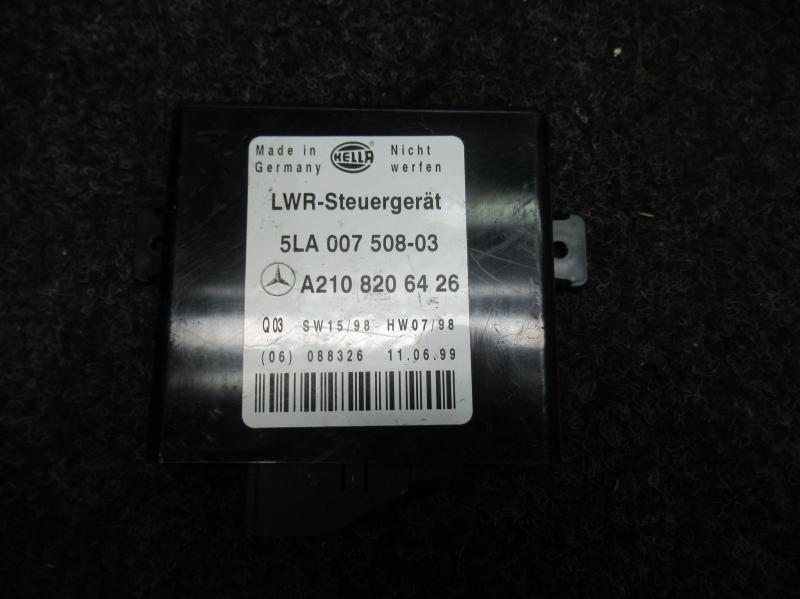 Made in Germany
HELLA
Nicht werfen
LWR-Steuergerät
5LA 007 508-03
A210 820 64 26
Q03 SW15/98 HW07/98
(06) 088326 11.06.99